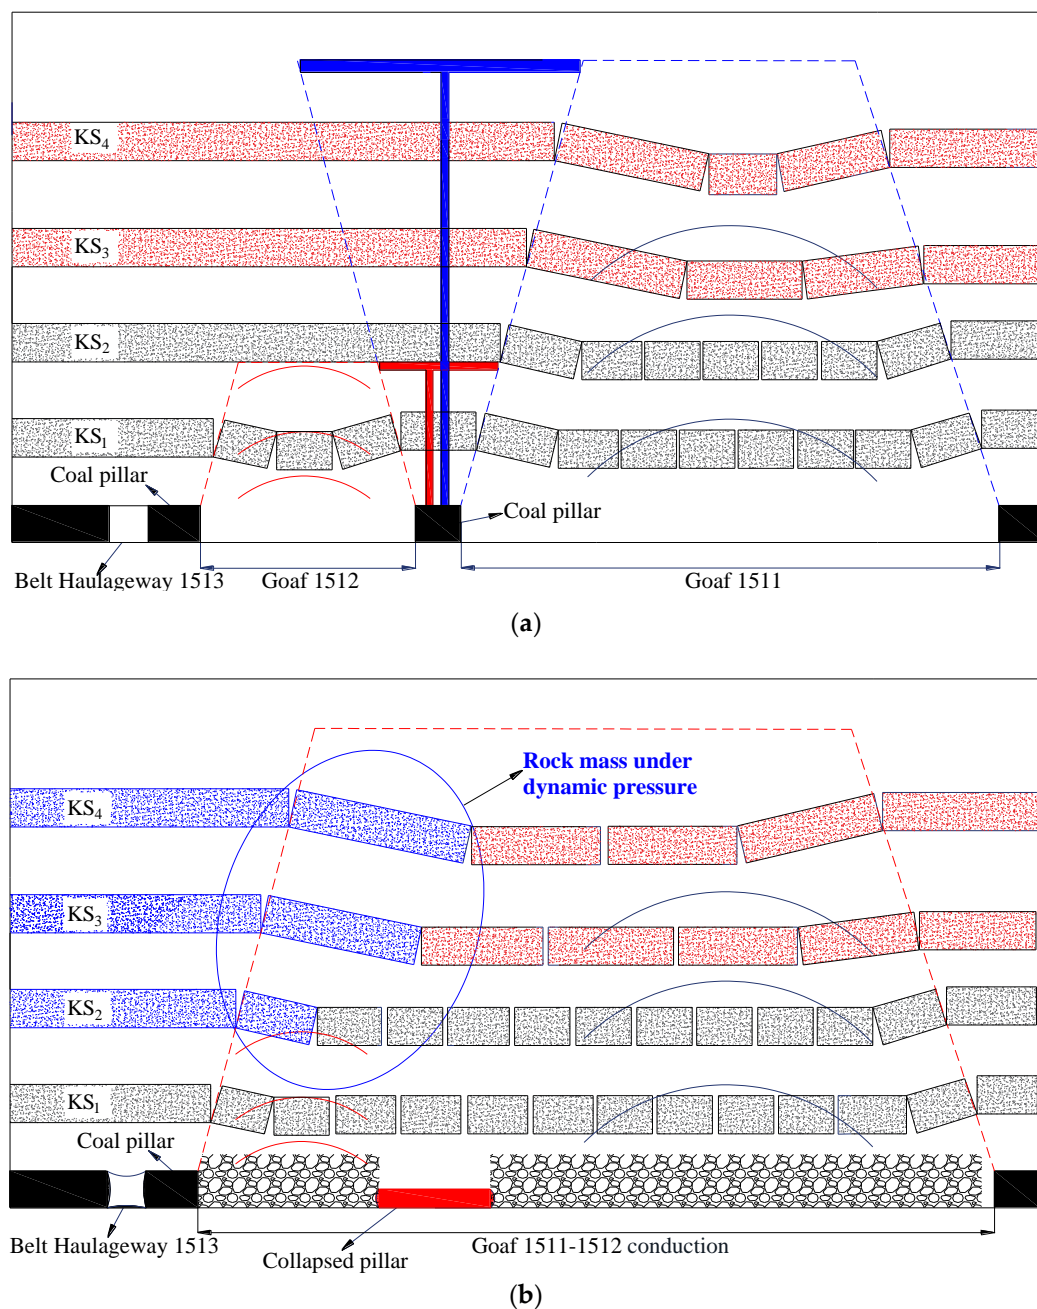 KS4
KS3
KS2
KS1
Coal pillar
Coal pillar
Belt Haulageway 1513
Goaf 1512
Goaf 1511
(a)
Rock mass under
dynamic pressure
KS4
KS3
KS2
KS1
Coal pillar
Belt Haulageway 1513
Goaf 1511-1512 conduction
Collapsed pillar
(b)